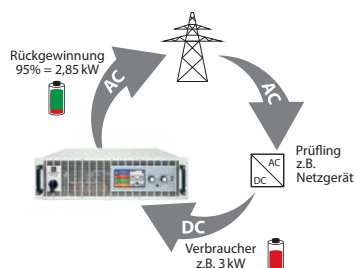 Rückgewinnung
95% = 2,85 kW
AC
AC
AC
DC
Prüfling
z.B.
Netzgerät
DC
Verbraucher
z.B. 3 kW